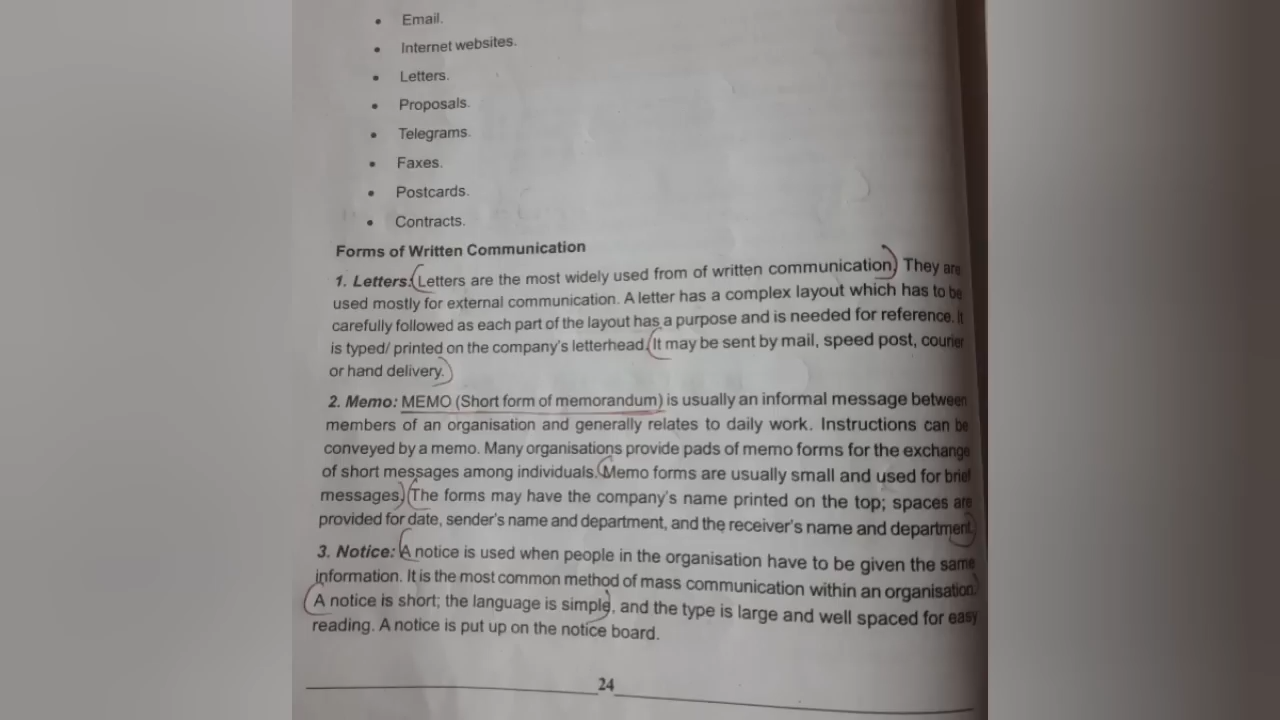 • Email.
• Internet websites.
• Letters.
• Proposals.
• Telegrams.
• Faxes.
• Postcards.
• Contracts.
Forms of Written Communication
1. Letters: Letters are the most widely used from of written communication. They are
used mostly for external communication. A letter has a complex layout which has to be
carefully followed as each part of the layout has a purpose and is needed for reference. It
is typed/ printed on the company's letterhead. It may be sent by mail, speed post, courier
or hand delivery.
2. Memo: MEMO (Short form of memorandum) is usually an informal message between
members of an organisation and generally relates to daily work. Instructions can be
conveyed by a memo. Many organisations provide pads of memo forms for the exchange
of short messages among individuals. Memo forms are usually small and used for brief
messages. The forms may have the company's name printed on the top; spaces are
provided for date, sender's name and department, and the receiver's name and department.
3. Notice: A notice is used when people in the organisation have to be given the same
information. It is the most common method of mass communication within an organisation.
A notice is short; the language is simple, and the type is large and well spaced for easy
reading. A notice is put up on the notice board.
24